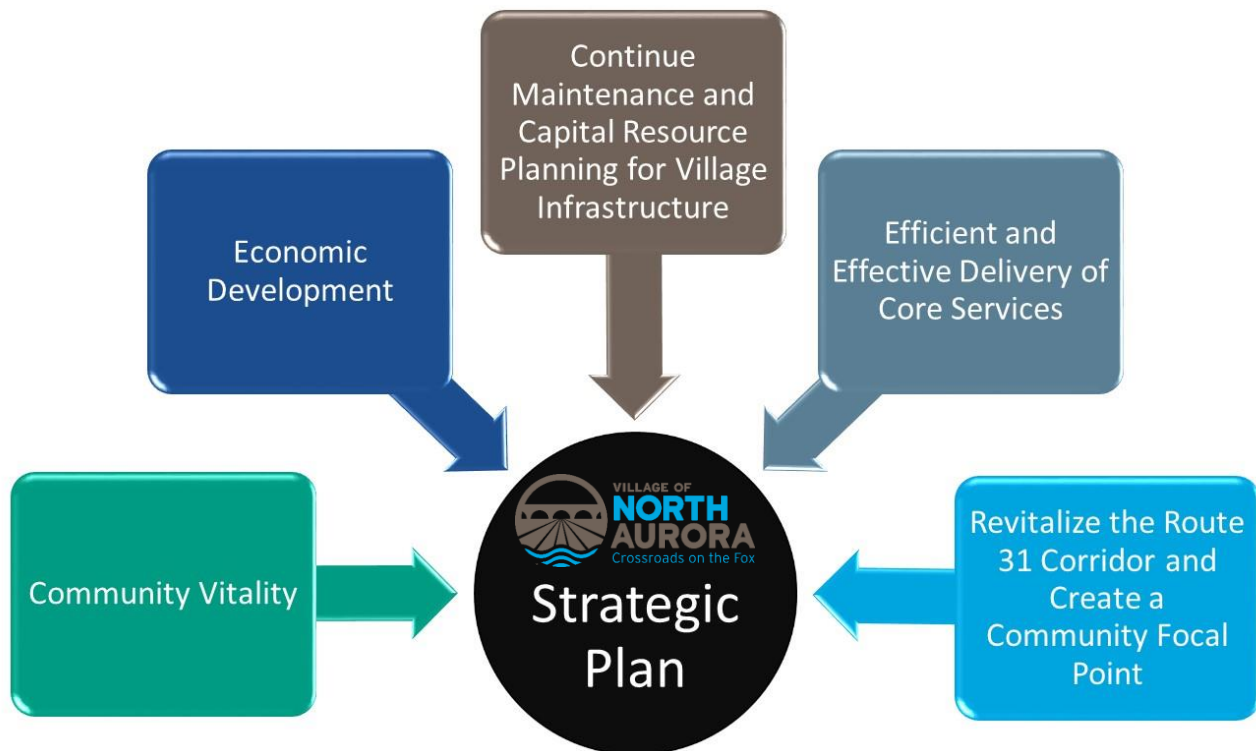 Continue
Maintenance and
Capital Resource
Planning for Village
Infrastructure
Economic
Development
Efficient and
Effective Delivery of
Core Services
Community Vitality
VILLAGE OF
NORTH
AURORA
Crossroads on the Fox
Strategic
Plan
Revitalize the Route
31 Corridor and
Create a
Community Focal
Point